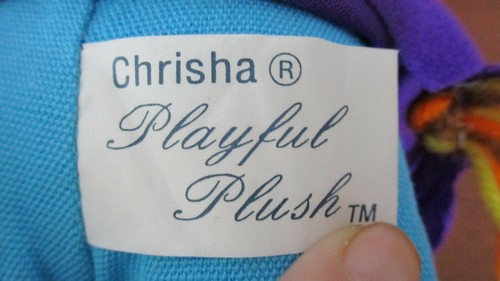 Chrisha ®
Playful
Plush ™